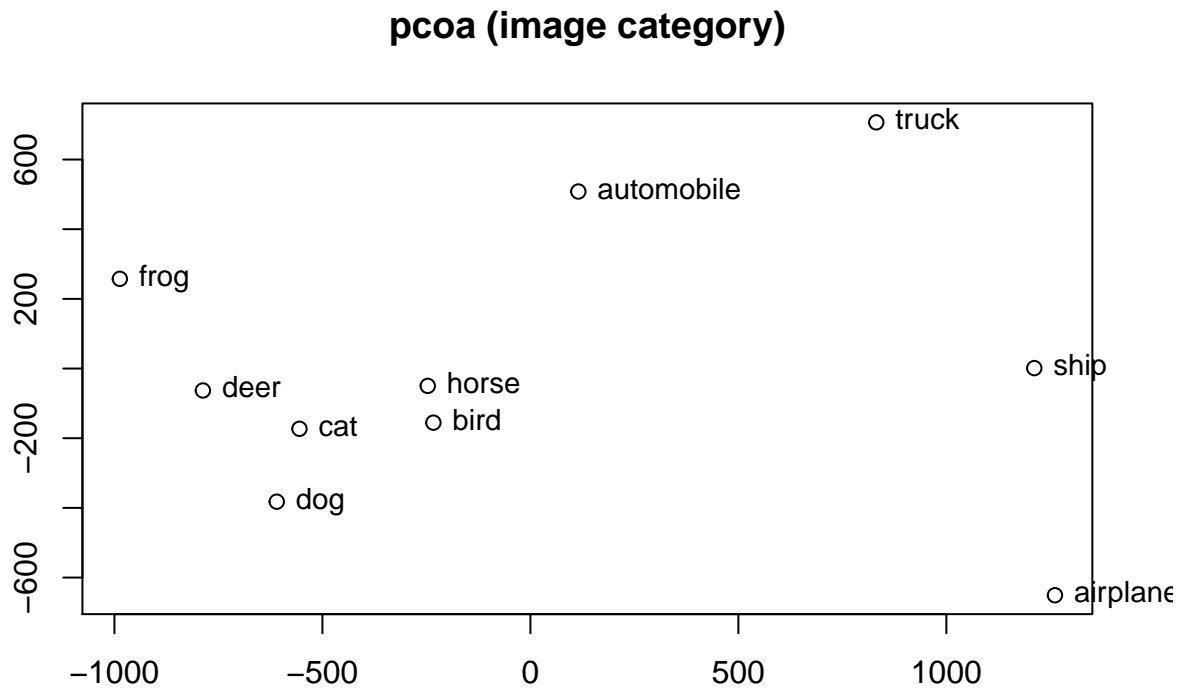 pcoa (image category)
truck
600
automobile
frog
200
ship
horse
deer
bird
cat
−200
dog
−600
airplane
−1000 −500 0 500 1000